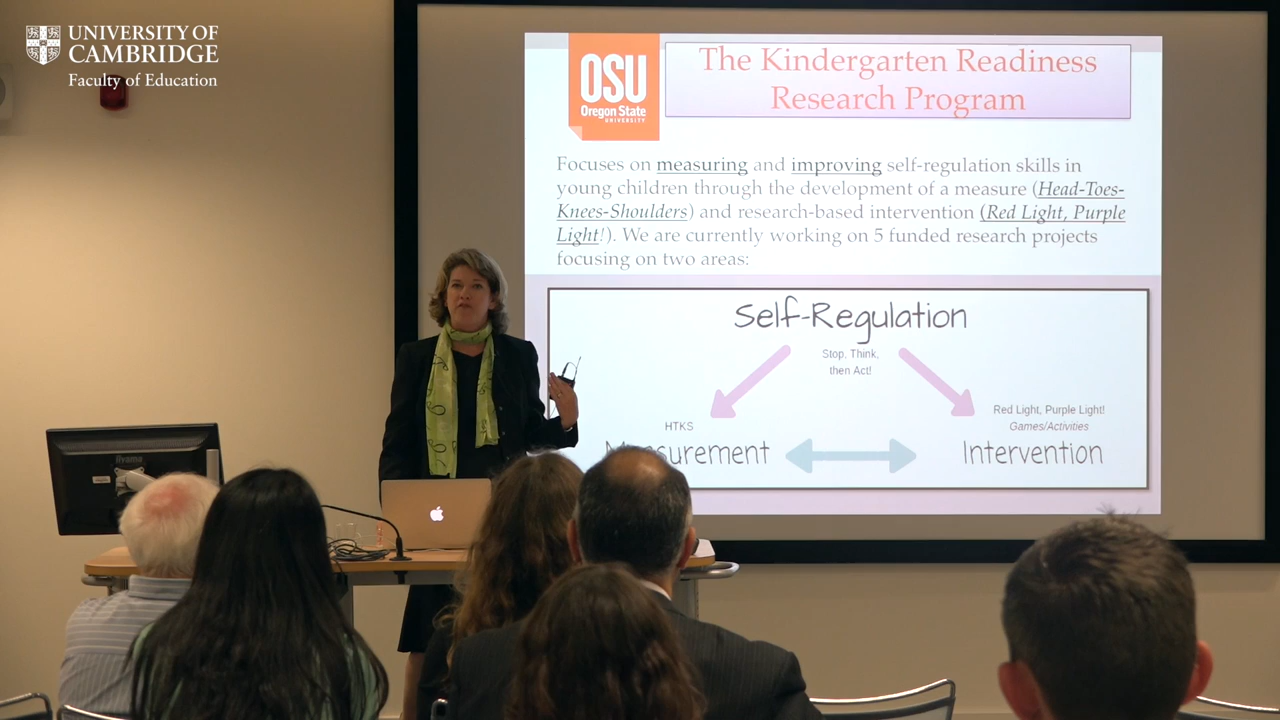 UNIVERSITY OF
CAMBRIDGE
Faculty of Education
OSU
Oregon State
UNIVERSITY
The Kindergarten Readiness
Research Program
Focuses on measuring and improving self-regulation skills in
young children through the development of a measure (Head-Toes-
Knees-Shoulders) and research-based intervention (Red Light, Purple
Light!). We are currently working on 5 funded research projects
focusing on two areas:
Self-Regulation
Stop. Think,
then Act!
HTKS
Measurement
Red Light, Purple Light!
Games/Activities
Intervention
iiyama